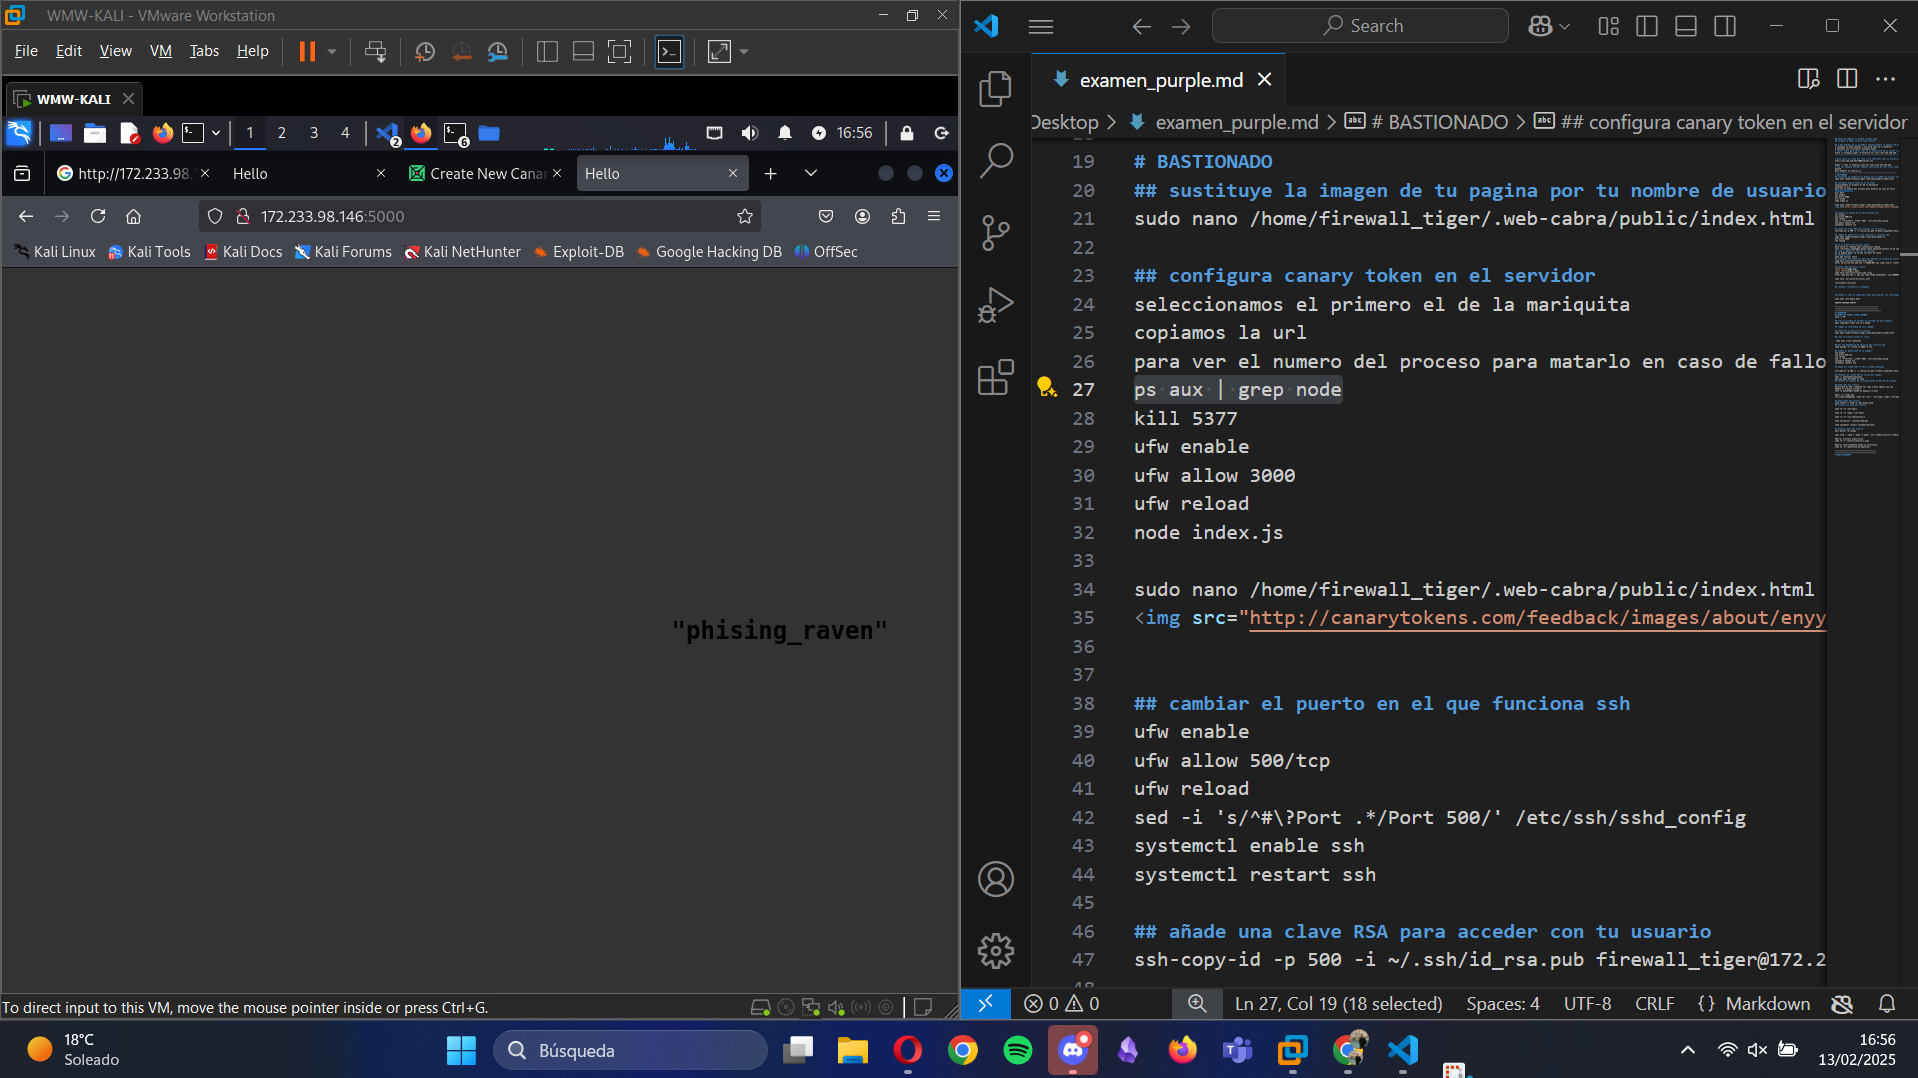 WMW-KALI - VMware Workstation
File Edit View VM Tabs Help
WMW-KALI
1 2 3 4 2 6 16:56
http://172.233.98. Hello Create New Canar Hello
172.233.98.146:5000
Kali Linux Kali Tools Kali Docs Kali Forums Kali NetHunter Exploit-DB Google Hacking DB OffSec
"phising_raven"
To direct input to this VM, move the mouse pointer inside or press Ctrl+G.
Search
examen_purple.md
Desktop > examen_purple.md > # BASTIONADO > ## configura canary token en el servidor
19 # BASTIONADO
20 ## sustituye la imagen de tu pagina por tu nombre de usuario
21 sudo nano /home/firewall_tiger/.web-cabra/public/index.html
22
23 ## configura canary token en el servidor
24 seleccionamos el primero el de la mariquita
25 copiamos la url
26 para ver el numero del proceso para matarlo en caso de fallo
27 ps aux | grep node
28 kill 5377
29 ufw enable
30 ufw allow 3000
31 ufw reload
32 node index.js
33
34 sudo nano /home/firewall_tiger/.web-cabra/public/index.html
35 <img src="http://canarytokens.com/feedback/images/about/enyy
36
37
38 ## cambiar el puerto en el que funciona ssh
39 ufw enable
40 ufw allow 500/tcp
41 ufw reload
42 sed -i 's/^#\?Port .*/Port 500/' /etc/ssh/sshd_config
43 systemctl enable ssh
44 systemctl restart ssh
45
46 ## añade una clave RSA para acceder con tu usuario
47 ssh-copy-id -p 500 -i ~/.ssh/id_rsa.pub firewall_tiger@172.2
0 0 Ln 27, Col 19 (18 selected) Spaces: 4 UTF-8 CRLF {} Markdown
18°C
Soleado
Búsqueda
16:56
13/02/2025